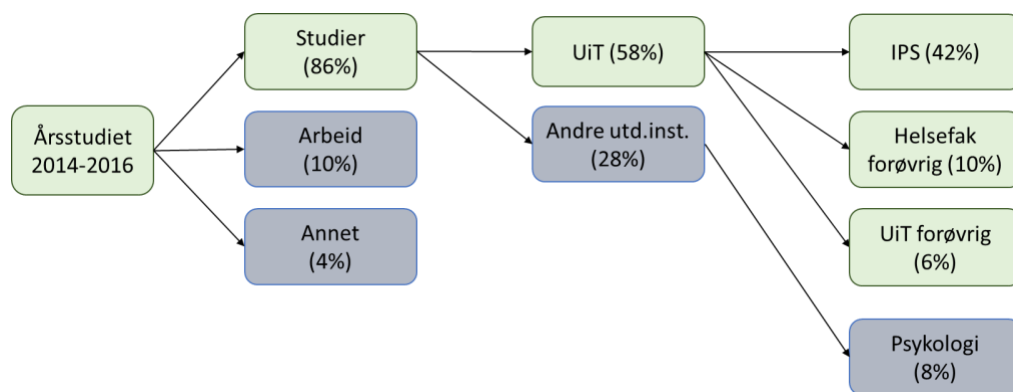 Årsstudiet
2014-2016
Studier
(86%)
Arbeid
(10%)
Annet
(4%)
UiT (58%)
Andre utd.inst.
(28%)
IPS (42%)
Helsefak
forøvrig (10%)
UiT forøvrig
(6%)
Psykologi
(8%)